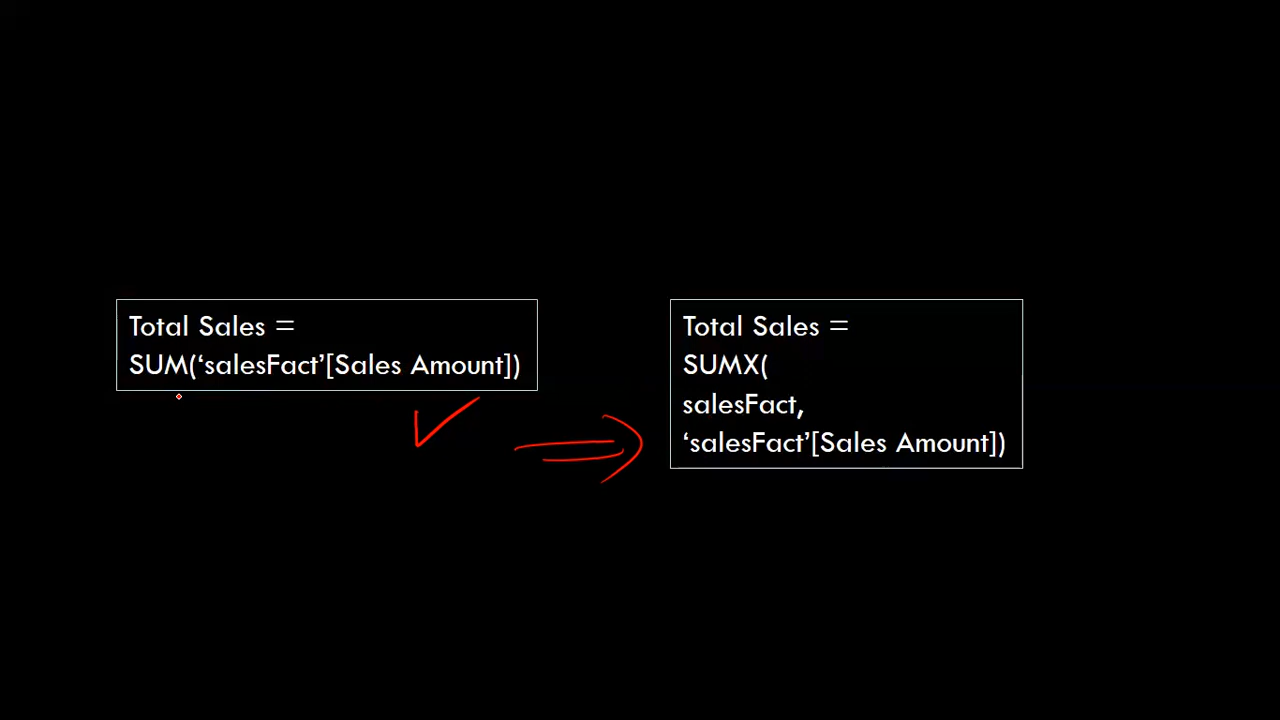 Total Sales =
SUM(‘salesFact’[Sales Amount])
Total Sales =
SUMX(
salesFact,
‘salesFact’[Sales Amount])